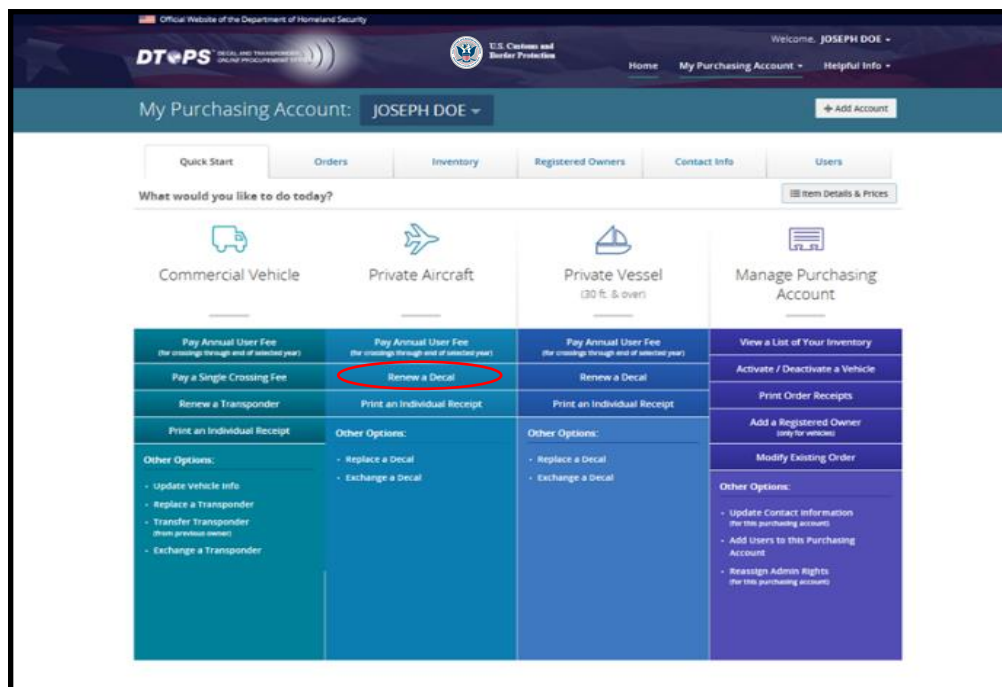 Official Website of the Department of Homeland Security
Welcome, JOSEPH DOE
DTOPS DECAL AND TRANSPONDER
ONLINE PROCUREMENT
U.S. Customs and
Border Protection
Home My Purchasing Account Helpful Info
My Purchasing Account: JOSEPH DOE
+ Add Account
Quick Start Orders Inventory Registered Owners Contact Info Users
What would you like to do today?
Item Details & Prices
Commercial Vehicle
Private Aircraft
Private Vessel
(30 ft. & over)
Manage Purchasing
Account
Pay Annual User Fee
(for crossings through end of selected year)
Pay a Single Crossing Fee
Renew a Transponder
Print an Individual Receipt
Other Options:
- Update Vehicle Info
- Replace a Transponder
- Transfer Transponder
(from previous owner)
- Exchange a Transponder
Pay Annual User Fee
(for crossings through end of selected year)
Renew a Decal
Print an Individual Receipt
Other Options:
- Replace a Decal
- Exchange a Decal
Pay Annual User Fee
(for crossings through end of selected year)
Renew a Decal
Print an Individual Receipt
Other Options:
- Replace a Decal
- Exchange a Decal
View a List of Your Inventory
Activate / Deactivate a Vehicle
Print Order Receipts
Add a Registered Owner
(only for vehicles)
Modify Existing Order
Other Options:
- Update Contact Information
(for this purchasing account)
- Add Users to this Purchasing
Account
- Reassign Admin Rights
(for this purchasing account)